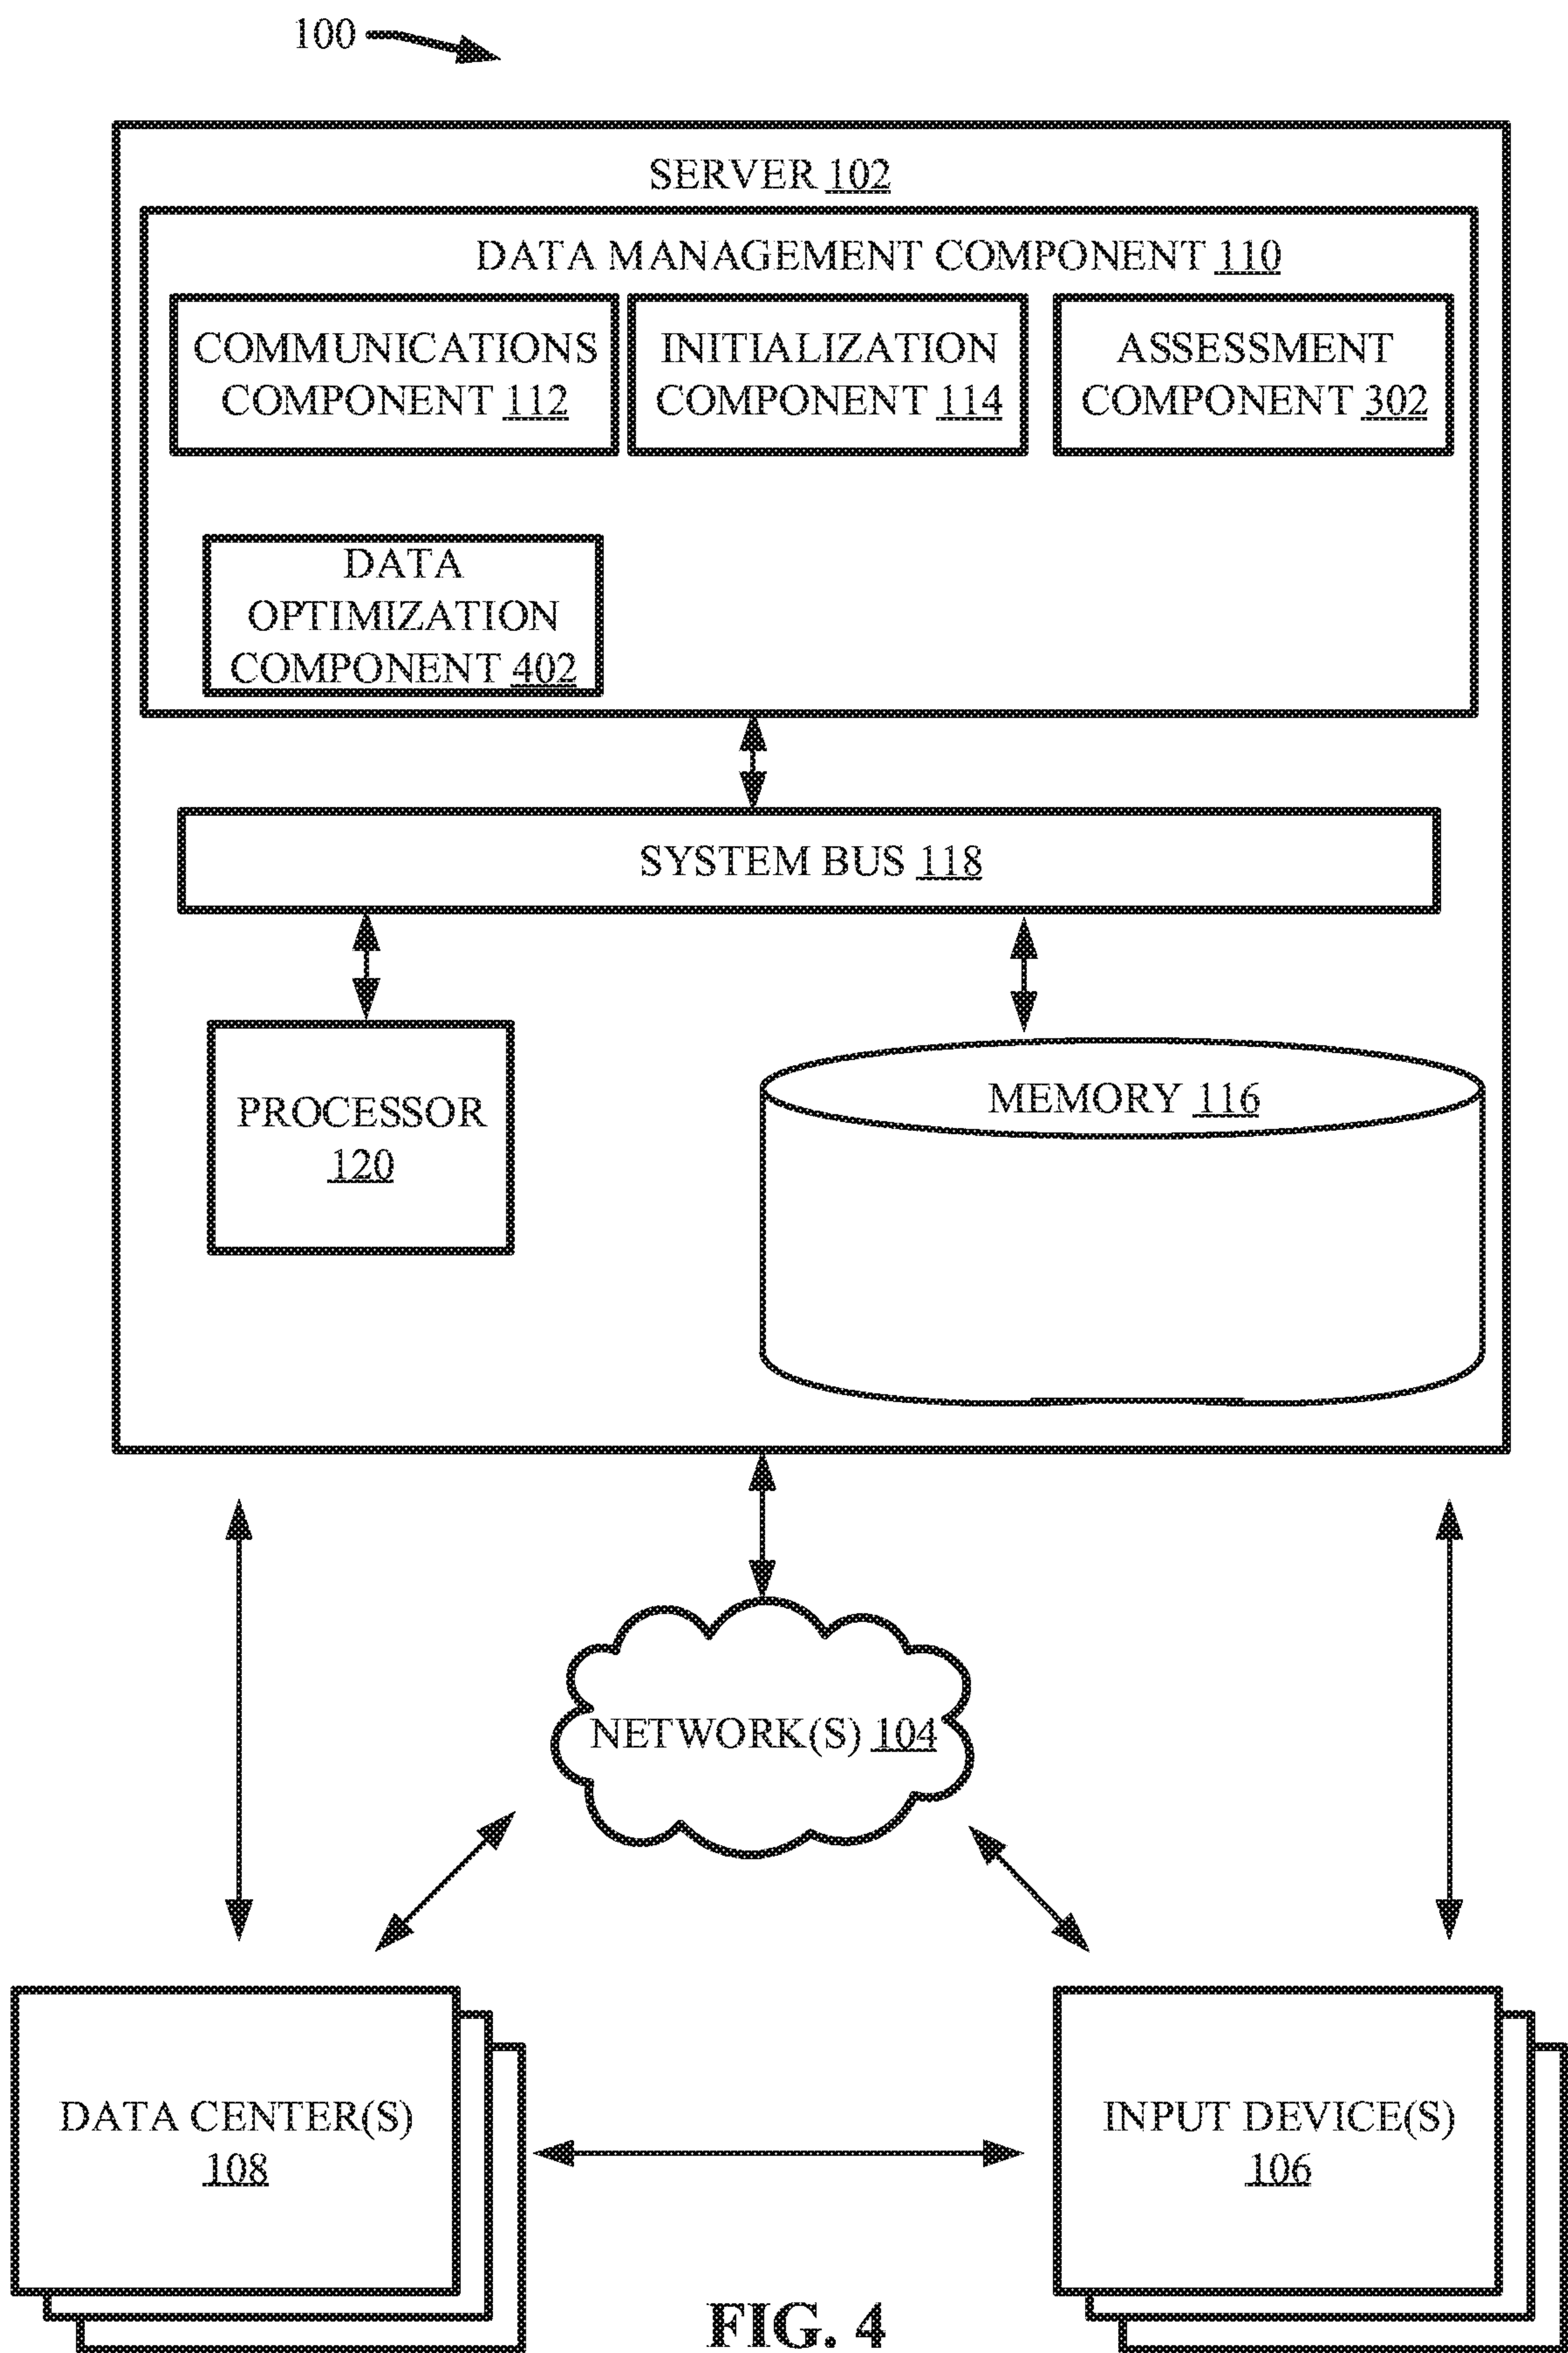 100
SERVER 102
DATA MANAGEMENT COMPONENT 110
COMMUNICATIONS
COMPONENT 112
INITIALIZATION
COMPONENT 114
ASSESSMENT
COMPONENT 302
DATA
OPTIMIZATION
COMPONENT 402
SYSTEM BUS 118
PROCESSOR
120
MEMORY 116
NETWORK(S) 104
DATA CENTER(S)
108
INPUT DEVICE(S)
106
FIG. 4